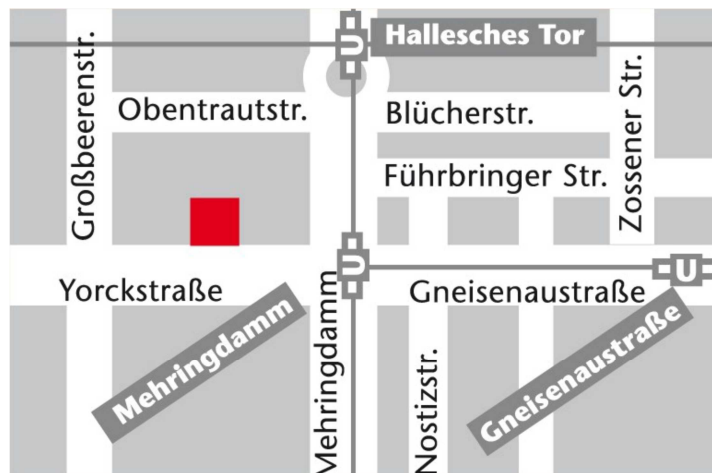 U
Hallesches Tor
Großbeerenstr.
Obentrautstr.
Blücherstr.
Zossener Str.
Führbringer Str.
U
U
Yorckstraße
Gneisenaustraße
Mehringdamm
Mehringdamm
Nostizstr.
Gneisenaustraße